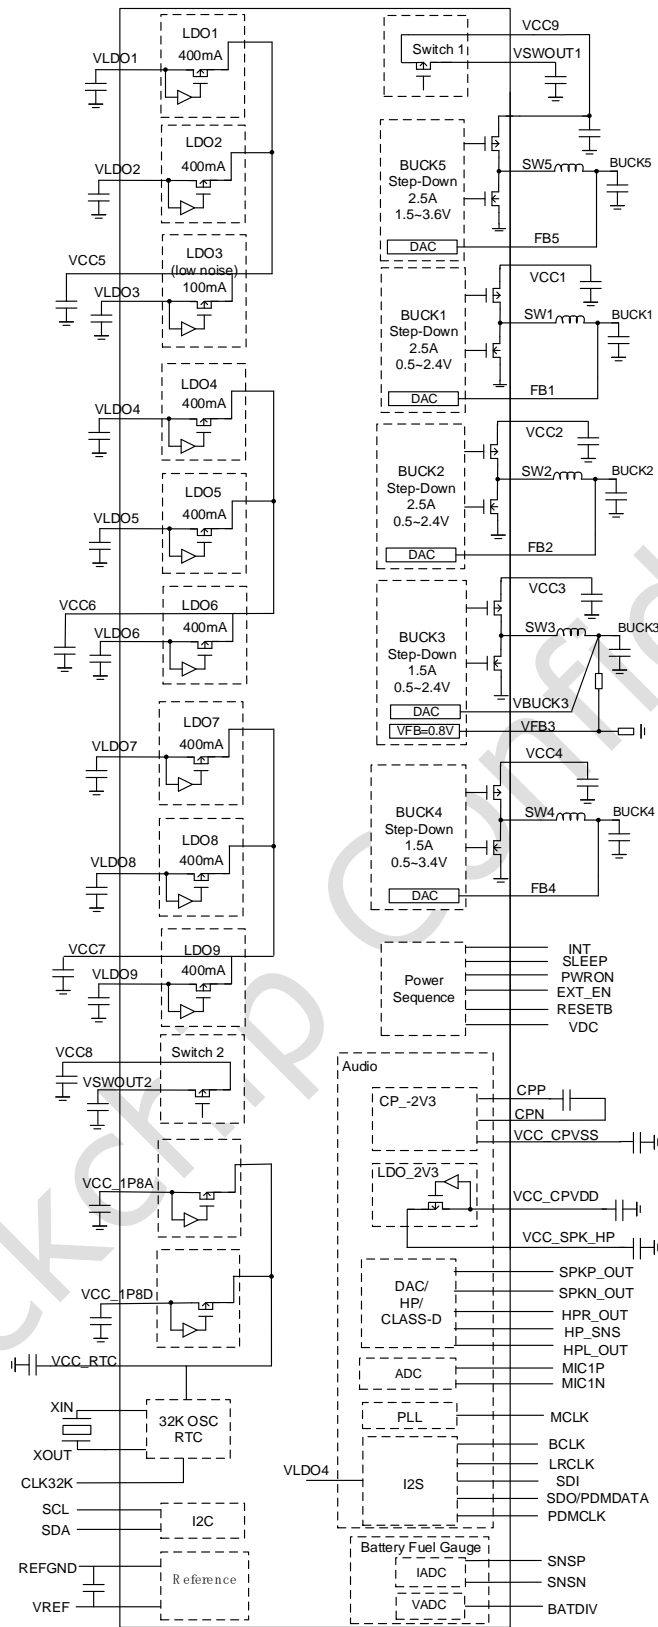 LDO1
400mA
VLDO1
LDO2
400mA
VLDO2
VCC5
LDO3
(low noise)
100mA
VLDO3
LDO4
400mA
VLDO4
LDO5
400mA
VLDO5
VCC6
LDO6
400mA
VLDO6
LDO7
400mA
VLDO7
LDO8
400mA
VLDO8
VCC7
LDO9
400mA
VLDO9
VCC8
Switch 2
VSWOUT2
VCC_1P8A
VCC_1P8D
VCC_RTC
XIN
XOUT
32K OSC
RTC
CLK32K
SCL
SDA
I2C
REFGND
VREF
Reference
VCC9
Switch 1
VSWOUT1
BUCK5
Step-Down
2.5A
1.5~3.6V
DAC
SW5
BUCK5
FB5
VCC1
BUCK1
Step-Down
2.5A
0.5~2.4V
DAC
SW1
BUCK1
FB1
VCC2
BUCK2
Step-Down
2.5A
0.5~2.4V
DAC
SW2
BUCK2
FB2
VCC3
BUCK3
Step-Down
1.5A
0.5~2.4V
DAC
VFB=0.8V
SW3
BUCK3
VBUCK3
VFB3
VCC4
BUCK4
Step-Down
1.5A
0.5~3.4V
DAC
SW4
BUCK4
FB4
Power
Sequence
INT
SLEEP
PWRON
EXT_EN
RESETB
VDC
Audio
CP_-2V3
CPP
CPN
VCC_CPVSS
LDO_2V3
VCC_CPVDD
VCC_SPK_HP
DAC/
HP/
CLASS-D
SPKP_OUT
SPKN_OUT
HPR_OUT
HP_SNS
HPL_OUT
ADC
MIC1P
MIC1N
PLL
MCLK
VLDO4
I2S
BCLK
LRCLK
SDI
SDO/PDMDATA
PDMCLK
Battery Fuel Gauge
IADC
VADC
SNSP
SNSN
BATDIV